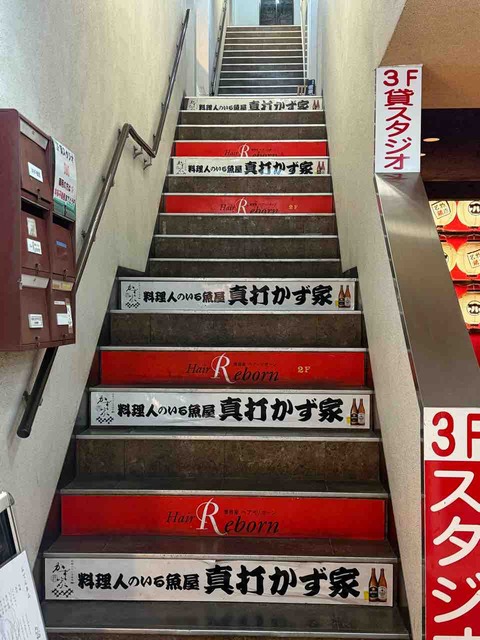 料理人のいる魚屋 真打かず家
Hair Reborn
料理人のいる魚屋 真打かず家
Hair Reborn 2F
料理人のいる魚屋 真打かず家
Hair Reborn 2F
料理人のいる魚屋 真打かず家
Hair Reborn
料理人のいる魚屋 真打かず家
3F
貸スタジオ
3F
スタジオ